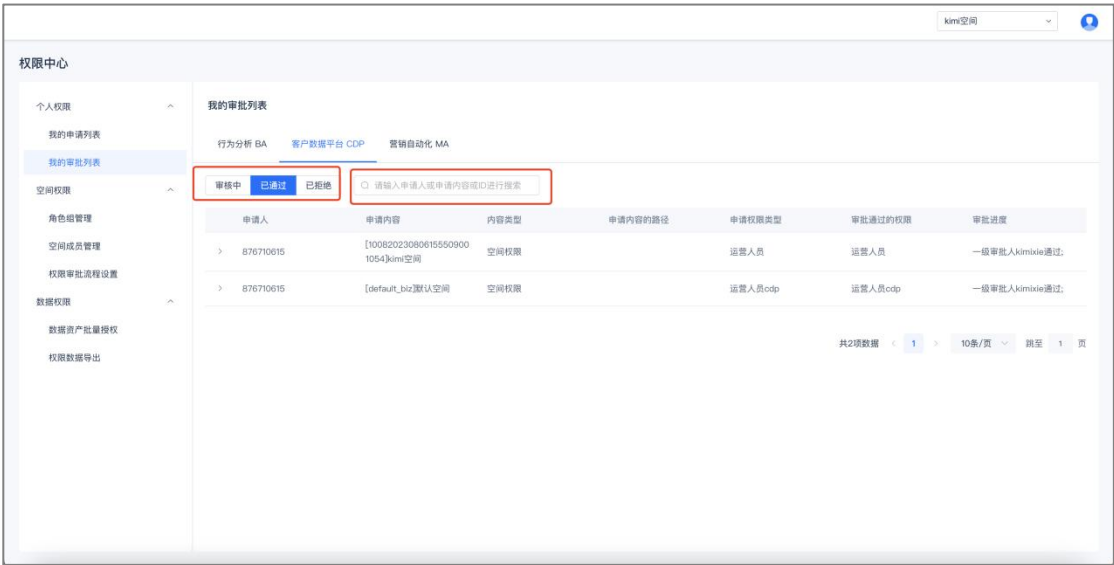 kimi空间
权限中心
个人权限
我的申请列表
我的审批列表
空间权限
角色组管理
空间成员管理
权限审批流程设置
数据权限
数据资产批量授权
权限数据导出
我的审批列表
行为分析 BA 客户数据平台 CDP 营销自动化 MA
审核中 已通过 已拒绝 请输入申请人或申请内容或ID进行搜索
申请人 申请内容 内容类型 申请内容的路径 申请权限类型 审批通过的权限 审批进度
876710615 [10082023080615550900
1054]kimi空间 空间权限 运营人员 运营人员 一级审批人kimixie通过;
876710615 [default_biz]默认空间 空间权限 运营人员cdp 运营人员cdp 一级审批人kimixie通过;
共2项数据 1 10条/页 跳至 1 页